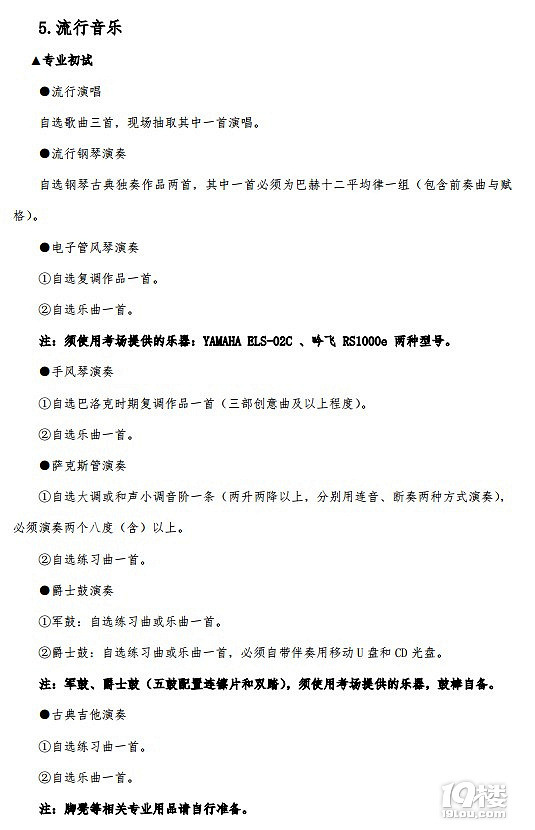 5.流行音乐
▲专业初试
●流行演唱
自选歌曲三首，现场抽取其中一首演唱。
●流行钢琴演奏
自选钢琴古典独奏作品两首，其中一首必须为巴赫十二平均律一组（包含前奏曲与赋
格）。
●电子管风琴演奏
①自选复调作品一首。
②自选乐曲一首。
注：须使用考场提供的乐器：YAMAHA ELS-02C 、吟飞 RS1000e 两种型号。
●手风琴演奏
①自选巴洛克时期复调作品一首（三部创意曲及以上程度）。
②自选乐曲一首。
●萨克斯管演奏
①自选大调或和声小调音阶一条（两升两降以上，分别用连音、断奏两种方式演奏），
必须演奏两个八度（含）以上。
②自选练习曲一首。
●爵士鼓演奏
①军鼓：自选练习曲或乐曲一首。
②爵士鼓：自选练习曲或乐曲一首，必须自带伴奏用移动U盘和CD光盘。
注：军鼓、爵士鼓（五鼓配置连镲片和双踏），须使用考场提供的乐器，鼓棒自备。
●古典吉他演奏
①自选练习曲一首。
②自选乐曲一首。
注：脚凳等相关专业用品请自行准备。
19楼
19lou.com